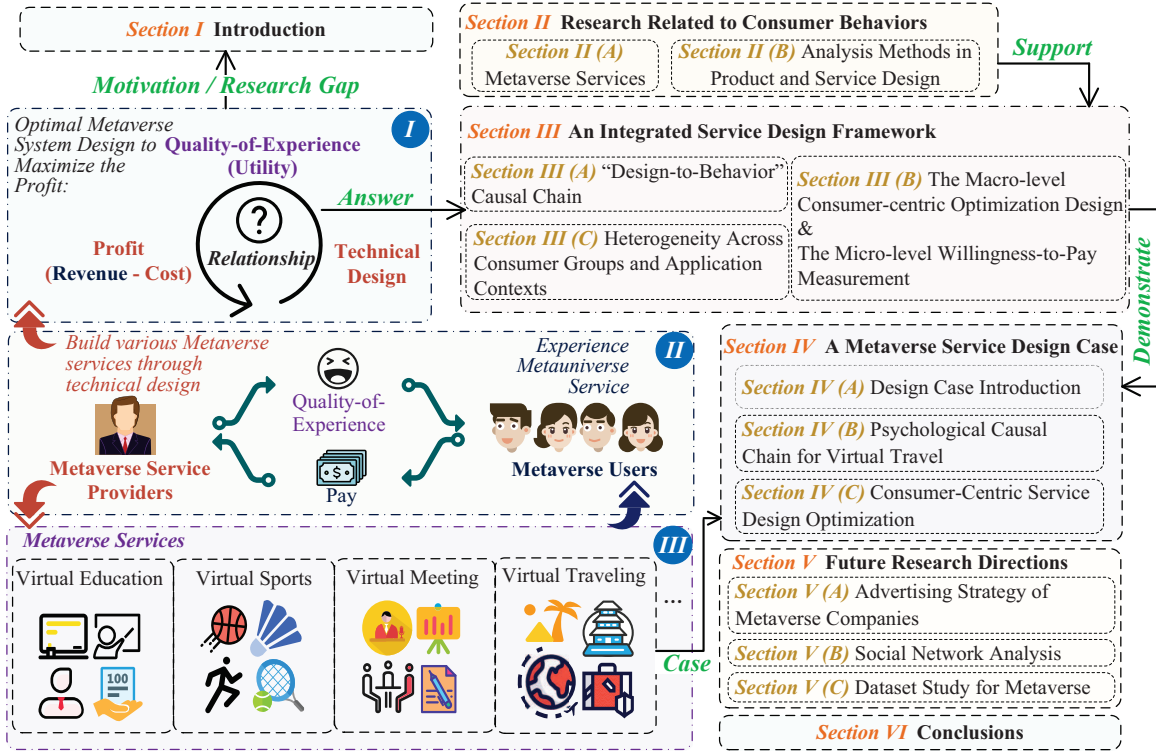 Section I Introduction
Motivation / Research Gap
I
Optimal Metaverse
System Design to
Maximize the
Profit:
Quality-of-Experience
(Utility)
?
Relationship
Profit
(Revenue - Cost)
Technical
Design
Answer
Build various Metaverse
services through
technical design
II
Experience
Metauniverse
Service
Quality-of-
Experience
$
Pay
Metaverse Service
Providers
Metaverse Users
Metaverse Services
III
Virtual Education
100
Virtual Sports
Virtual Meeting
Virtual Traveling
...
Case
Section II Research Related to Consumer Behaviors
Section II (A)
Metaverse Services
Section II (B) Analysis Methods in
Product and Service Design
Support
Section III An Integrated Service Design Framework
Section III (A) “Design-to-Behavior”
Causal Chain
Section III (C) Heterogeneity Across
Consumer Groups and Application
Contexts
Section III (B) The Macro-level
Consumer-centric Optimization Design
&
The Micro-level Willingness-to-Pay
Measurement
Demonstrate
Section IV A Metaverse Service Design Case
Section IV (A) Design Case Introduction
Section IV (B) Psychological Causal
Chain for Virtual Travel
Section IV (C) Consumer-Centric Service
Design Optimization
Section V Future Research Directions
Section V (A) Advertising Strategy of
Metaverse Companies
Section V (B) Social Network Analysis
Section V (C) Dataset Study for Metaverse
Section VI Conclusions